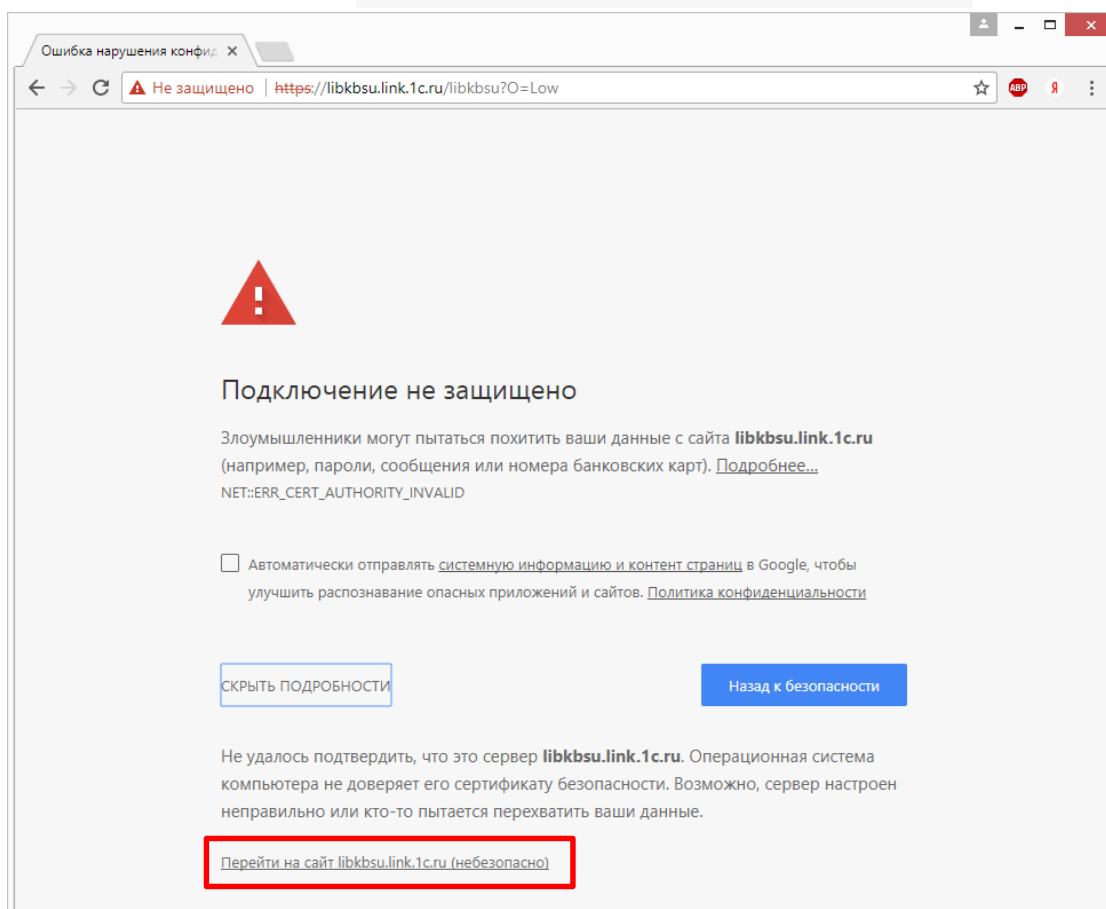 Ошибка нарушения конфид
Не защищено | https://libkbsu.link.1c.ru/libkbsu?O=Low
ABP
Я
Подключение не защищено
Злоумышленники могут пытаться похитить ваши данные с сайта libkbsu.link.1c.ru
(например, пароли, сообщения или номера банковских карт). Подробнее...
NET::ERR_CERT_AUTHORITY_INVALID
Автоматически отправлять системную информацию и контент страниц в Google, чтобы
улучшить распознавание опасных приложений и сайтов. Политика конфиденциальности
СКРЫТЬ ПОДРОБНОСТИ
Назад к безопасности
Не удалось подтвердить, что это сервер libkbsu.link.1c.ru. Операционная система
компьютера не доверяет его сертификату безопасности. Возможно, сервер настроен
неправильно или кто-то пытается перехватить ваши данные.
Перейти на сайт libkbsu.link.1c.ru (небезопасно)